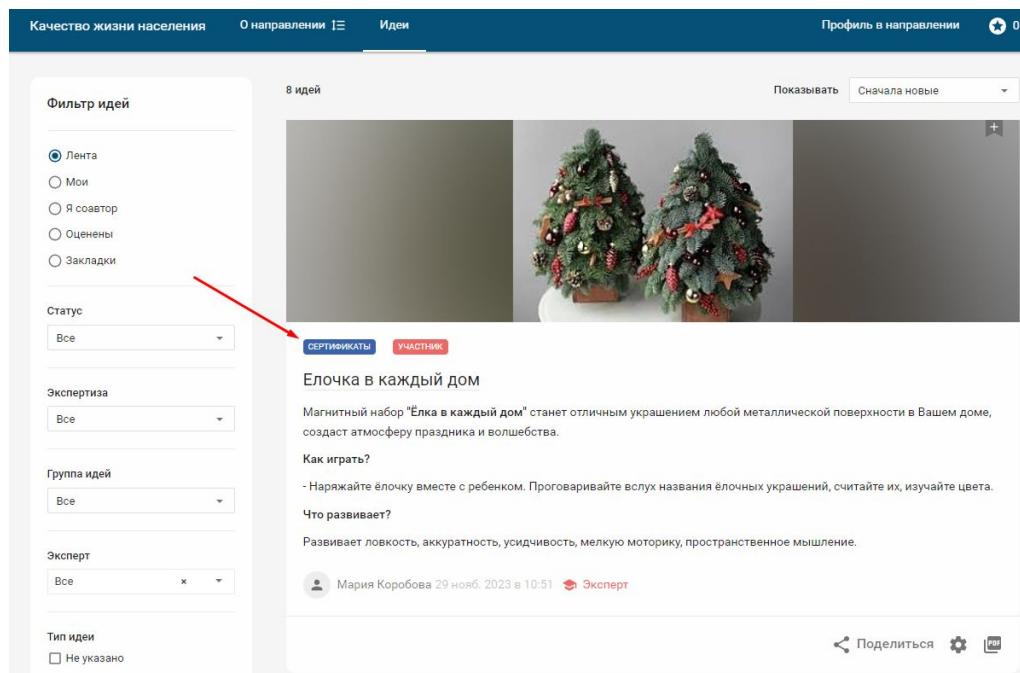 Качество жизни населения О направлении Идеи Профиль в направлении 0
Фильтр идей
Лента
Мои
Я соавтор
Оценены
Закладки
Статус
Все
Экспертиза
Все
Группа идей
Все
Эксперт
Все ×
Тип идеи
Не указано
8 идей Показывать Сначала новые
СЕРТИФИКАТЫ УЧАСТНИК
Елочка в каждый дом
Магнитный набор "Ёлка в каждый дом" станет отличным украшением любой металлической поверхности в Вашем доме,
создаст атмосферу праздника и волшебства.
Как играть?
- Наряжайте ёлочку вместе с ребенком. Проговаривайте вслух названия ёлочных украшений, считайте их, изучайте цвета.
Что развивает?
Развивает ловкость, аккуратность, усидчивость, мелкую моторику, пространственное мышление.
Мария Коробова 29 нояб. 2023 в 10:51 Эксперт
Поделиться PDF